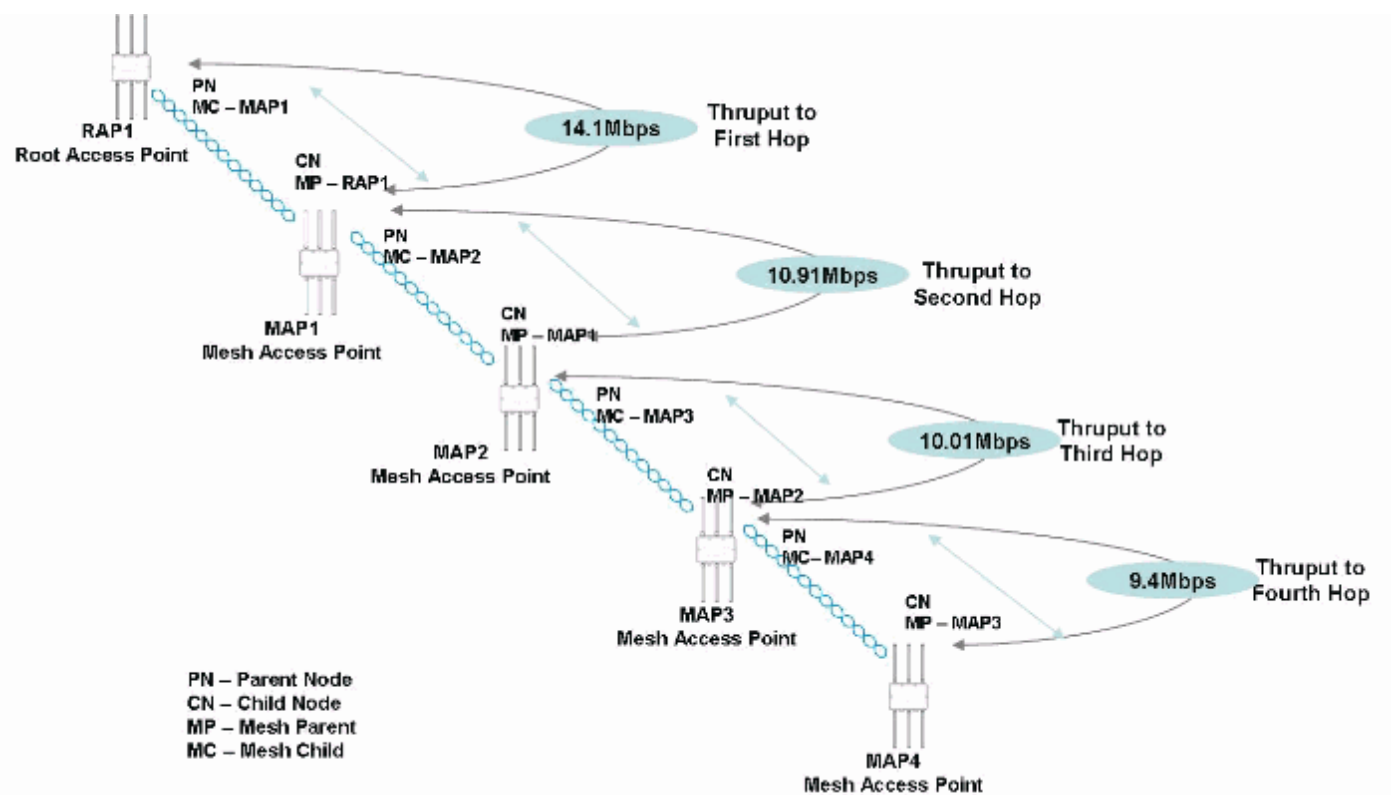 PN
MC – MAP1
RAP1
Root Access Point
14.1Mbps
Thruput to
First Hop
CN
MP – RAP1
PN
MC – MAP2
MAP1
Mesh Access Point
10.91Mbps
Thruput to
Second Hop
CN
MP – MAP1
PN
MC – MAP3
MAP2
Mesh Access Point
10.01Mbps
Thruput to
Third Hop
CN
MP – MAP2
PN
MC– MAP4
MAP3
Mesh Access Point
9.4Mbps
Thruput to
Fourth Hop
CN
MP – MAP3
MAP4
Mesh Access Point
PN – Parent Node
CN – Child Node
MP – Mesh Parent
MC – Mesh Child